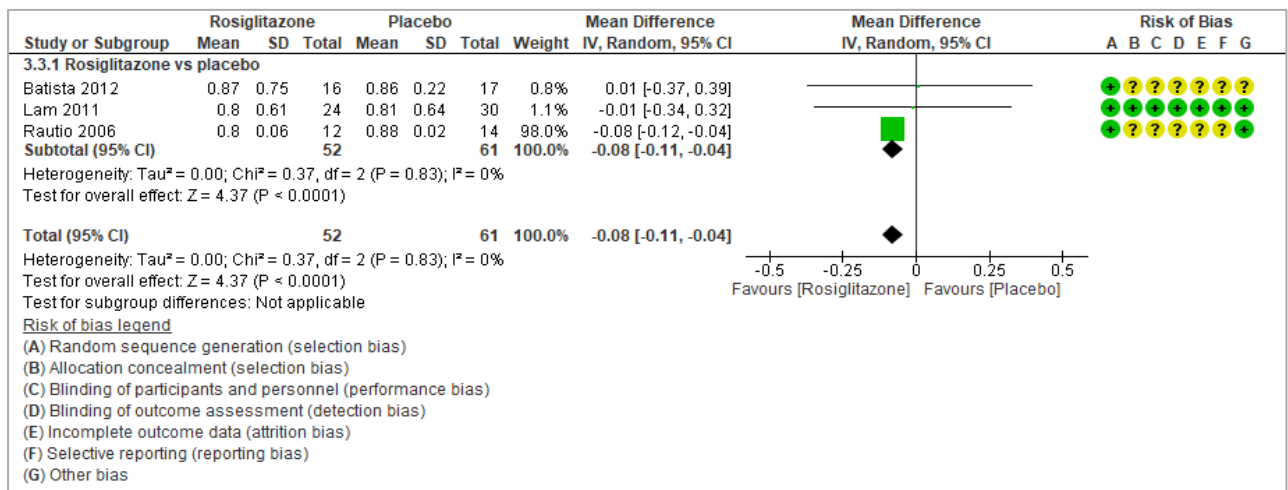 Rosiglitazone Placebo Mean Difference Mean Difference Risk of Bias
Study or Subgroup Mean SD Total Mean SD Total Weight IV, Random, 95% CI IV, Random, 95% CI A B C D E F G
3.3.1 Rosiglitazone vs placebo
Batista 2012 0.87 0.75 16 0.86 0.22 17 0.8% 0.01 [-0.37, 0.39] + ? ? ? ? ? ?
Lam 2011 0.8 0.61 24 0.81 0.64 30 1.1% -0.01 [-0.34, 0.32] + + + + + + +
Rautio 2006 0.8 0.06 12 0.88 0.02 14 98.0% -0.08 [-0.12, -0.04] + ? ? ? ? ? +
Subtotal (95% CI) 52 61 100.0% -0.08 [-0.11, -0.04]
Heterogeneity: Tau² = 0.00; Chi² = 0.37, df = 2 (P = 0.83); I² = 0%
Test for overall effect: Z = 4.37 (P < 0.0001)
Total (95% CI) 52 61 100.0% -0.08 [-0.11, -0.04]
Heterogeneity: Tau² = 0.00; Chi² = 0.37, df = 2 (P = 0.83); I² = 0%
Test for overall effect: Z = 4.37 (P < 0.0001)
Test for subgroup differences: Not applicable
-0.5 -0.25 0 0.25 0.5
Favours [Rosiglitazone] Favours [Placebo]
Risk of bias legend
(A) Random sequence generation (selection bias)
(B) Allocation concealment (selection bias)
(C) Blinding of participants and personnel (performance bias)
(D) Blinding of outcome assessment (detection bias)
(E) Incomplete outcome data (attrition bias)
(F) Selective reporting (reporting bias)
(G) Other bias